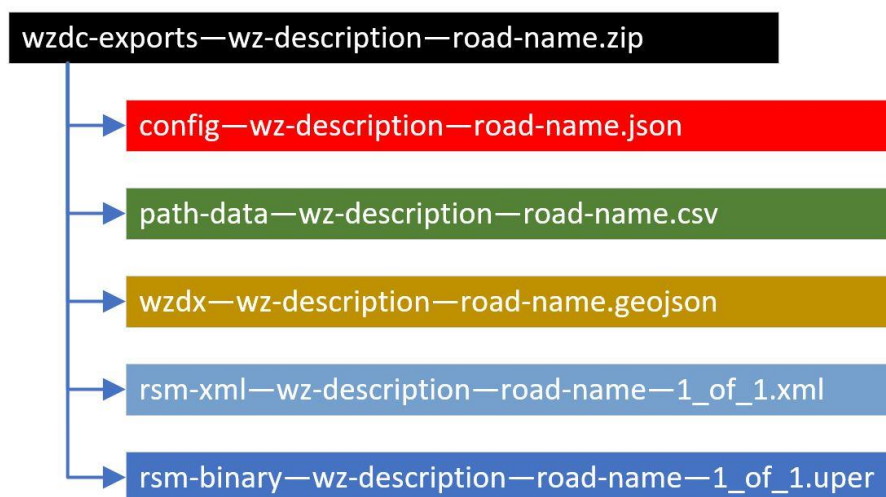 wzdc-exports—wz-description—road-name.zip
config—wz-description—road-name.json
path-data—wz-description—road-name.csv
wzdx—wz-description—road-name.geojson
rsm-xml—wz-description—road-name—1_of_1.xml
rsm-binary—wz-description—road-name—1_of_1.uper